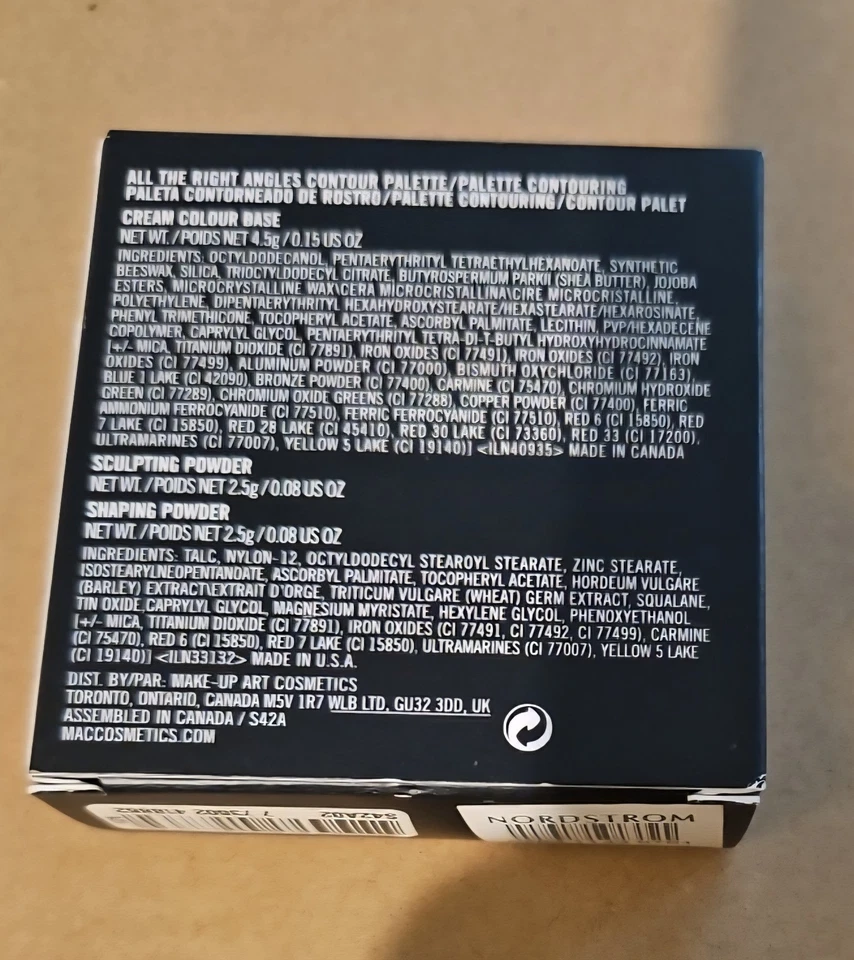 ALL THE RIGHT ANGLES CONTOUR PALETTE/PALETTE CONTOURING
PALETA CONTORNEADO DE ROSTRO/PALETTE CONTOURING/CONTOUR PALET
CREAM COLOUR BASE
NET WT./POIDS NET 4.5g/0.15 US OZ
INGREDIENTS: OCTYLDODECANOL, PENTAERYTHRITYL TETRAETHYLHEXANOATE, SYNTHETIC
BEESWAX, SILICA, TRIOCTYLDODECYL CITRATE, BUTYROSPERMUM PARKII (SHEA BUTTER), JOJOBA
ESTERS, MICROCRYSTALLINE WAX\CERA MICROCRISTALLINA\CIRE MICROCRISTALLINE,
POLYETHYLENE, DIPENTAERYTHRITYL HEXAHYDROXYSTEARATE/HEXASTEARATE/HEXAROSINATE,
PHENYL TRIMETHICONE, TOCOPHERYL ACETATE, ASCORBYL PALMITATE, LECITHIN, PVP/HEXADECENE
COPOLYMER, CAPRYLYL GLYCOL, PENTAERYTHRITYL TETRA-DI-T-BUTYL HYDROXYHYDROCINNAMATE
[+/- MICA, TITANIUM DIOXIDE (CI 77891), IRON OXIDES (CI 77491), IRON OXIDES (CI 77492), IRON
OXIDES (CI 77499), ALUMINUM POWDER (CI 77000), BISMUTH OXYCHLORIDE (CI 77163),
BLUE 1 LAKE (CI 42090), BRONZE POWDER (CI 77400), CARMINE (CI 75470), CHROMIUM HYDROXIDE
GREEN (CI 77289), CHROMIUM OXIDE GREENS (CI 77288), COPPER POWDER (CI 77400), FERRIC
AMMONIUM FERROCYANIDE (CI 77510), FERRIC FERROCYANIDE (CI 77510), RED 6 (CI 15850), RED
7 LAKE (CI 15850), RED 28 LAKE (CI 45410), RED 30 LAKE (CI 73360), RED 33 (CI 17200),
ULTRAMARINES (CI 77007), YELLOW 5 LAKE (CI 19140)] <ILN40935> MADE IN CANADA
SCULPTING POWDER
NET WT./POIDS NET 2.5g/0.08 US OZ
SHAPING POWDER
NET WT./POIDS NET 2.5g/0.08 US OZ
INGREDIENTS: TALC, NYLON-12, OCTYLDODECYL STEAROYL STEARATE, ZINC STEARATE,
ISOSTEARYLNEOPENTANOATE, ASCORBYL PALMITATE, TOCOPHERYL ACETATE, HORDEUM VULGARE
(BARLEY) EXTRACT\EXTRAIT D'ORGE, TRITICUM VULGARE (WHEAT) GERM EXTRACT, SQUALANE,
TIN OXIDE,CAPRYLYL GLYCOL, MAGNESIUM MYRISTATE, HEXYLENE GLYCOL, PHENOXYETHANOL
[+/- MICA, TITANIUM DIOXIDE (CI 77891), IRON OXIDES (CI 77491, CI 77492, CI 77499), CARMINE
(CI 75470), RED 6 (CI 15850), RED 7 LAKE (CI 15850), ULTRAMARINES (CI 77007), YELLOW 5 LAKE
(CI 19140)] <ILN33132> MADE IN U.S.A.
DIST. BY/PAR: MAKE-UP ART COSMETICS
TORONTO, ONTARIO, CANADA M5V 1R7 WLB LTD, GU32 3DD, UK
ASSEMBLED IN CANADA / S42A
MACCOSMETICS.COM
S42A02
NORDSTROM